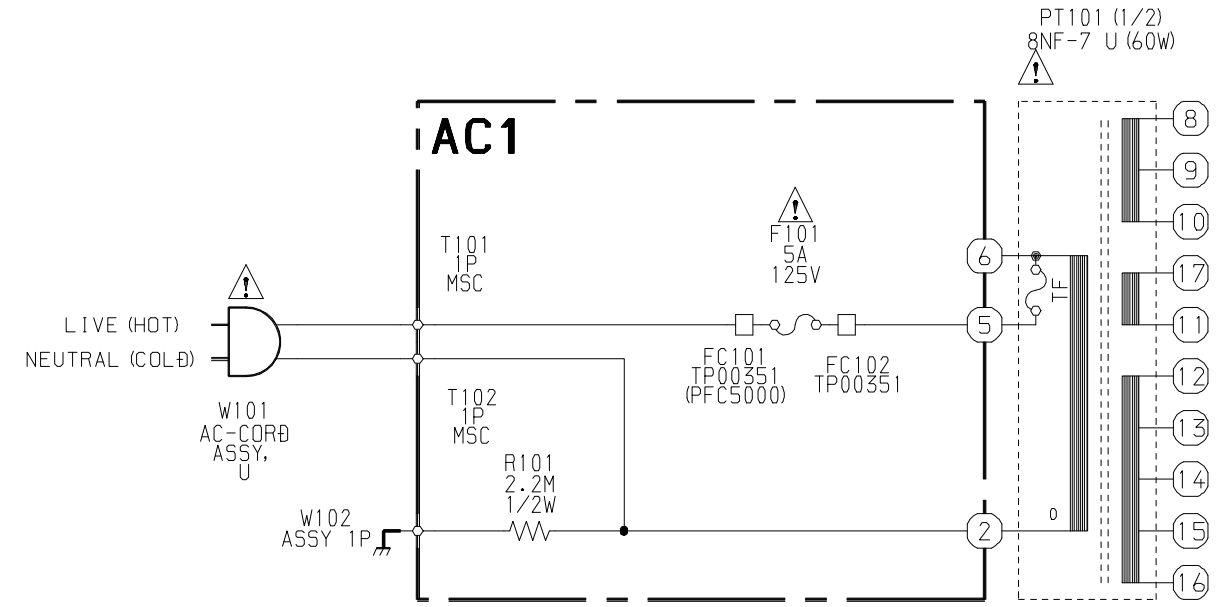 PT101 (1/2)
8NF-7 U (60W)
AC1
8
9
10
17
11
12
13
14
15
16
T101
1P
MSC
F101
5A
125V
6
TF
5
LIVE (HOT)
NEUTRAL (COLD)
FC101
TP00351
(PFC5000)
FC102
TP00351
W101
AC-CORD
ASSY,
U
T102
1P
MSC
R101
2.2M
1/2W
W102
ASSY 1P
2
0